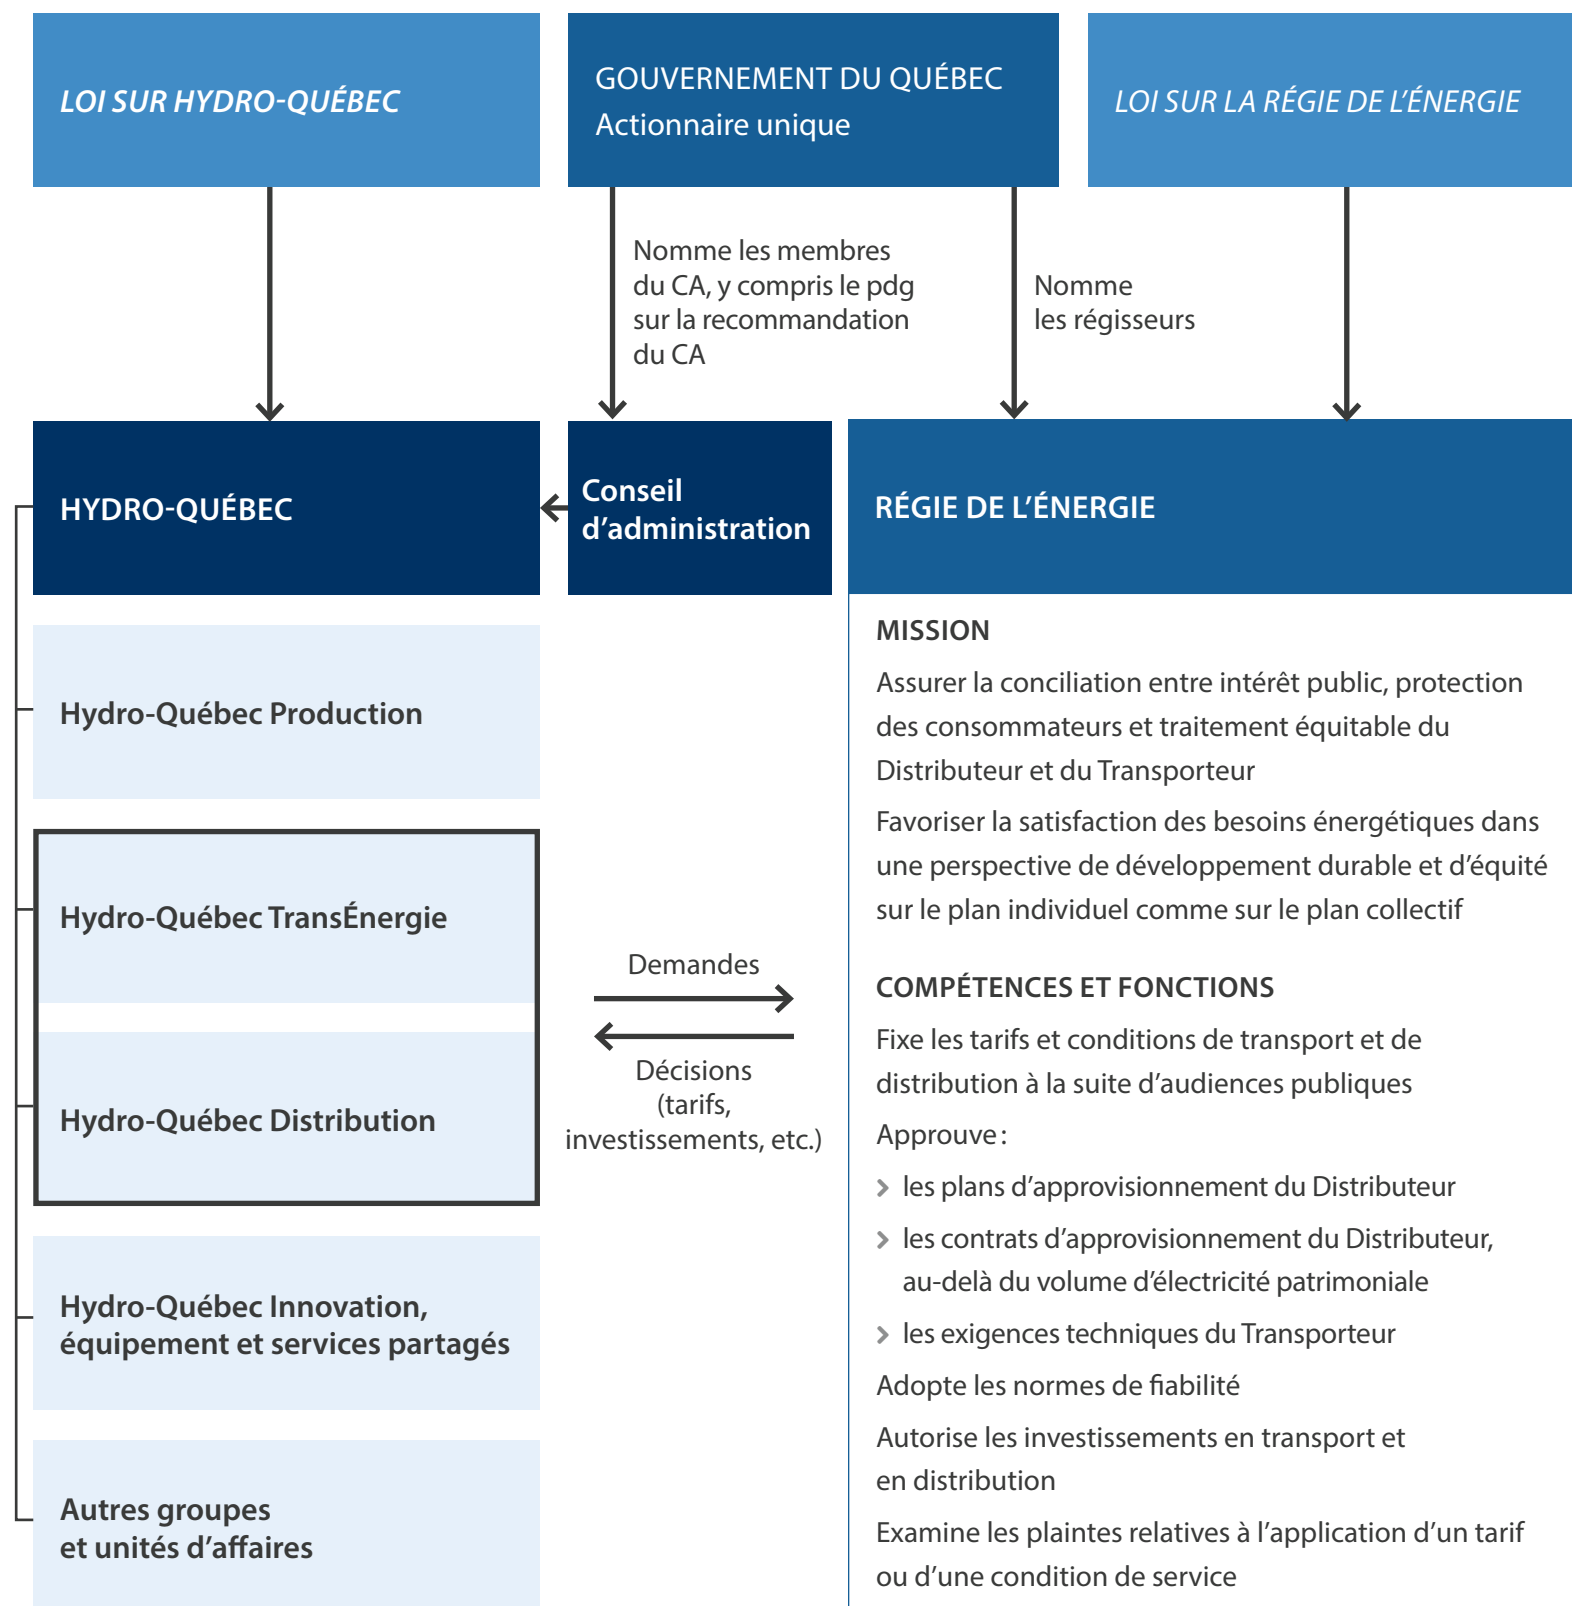 LOI SUR HYDRO-QUÉBEC
GOUVERNEMENT DU QUÉBEC
Actionnaire unique
LOI SUR LA RÉGIE DE L’ÉNERGIE
Nomme les membres
du CA, y compris le pdg
sur la recommandation
du CA
Nomme
les régisseurs
HYDRO-QUÉBEC
Conseil
d’administration
RÉGIE DE L’ÉNERGIE
Hydro-Québec Production
Hydro-Québec TransÉnergie
Hydro-Québec Distribution
Hydro-Québec Innovation,
équipement et services partagés
Autres groupes
et unités d’affaires
Demandes
Décisions
(tarifs,
investissements, etc.)
MISSION
Assurer la conciliation entre intérêt public, protection
des consommateurs et traitement équitable du
Distributeur et du Transporteur
Favoriser la satisfaction des besoins énergétiques dans
une perspective de développement durable et d’équité
sur le plan individuel comme sur le plan collectif
COMPÉTENCES ET FONCTIONS
Fixe les tarifs et conditions de transport et de
distribution à la suite d’audiences publiques
Approuve :
> les plans d’approvisionnement du Distributeur
> les contrats d’approvisionnement du Distributeur,
au-delà du volume d’électricité patrimoniale
> les exigences techniques du Transporteur
Adopte les normes de fiabilité
Autorise les investissements en transport et
en distribution
Examine les plaintes relatives à l’application d’un tarif
ou d’une condition de service